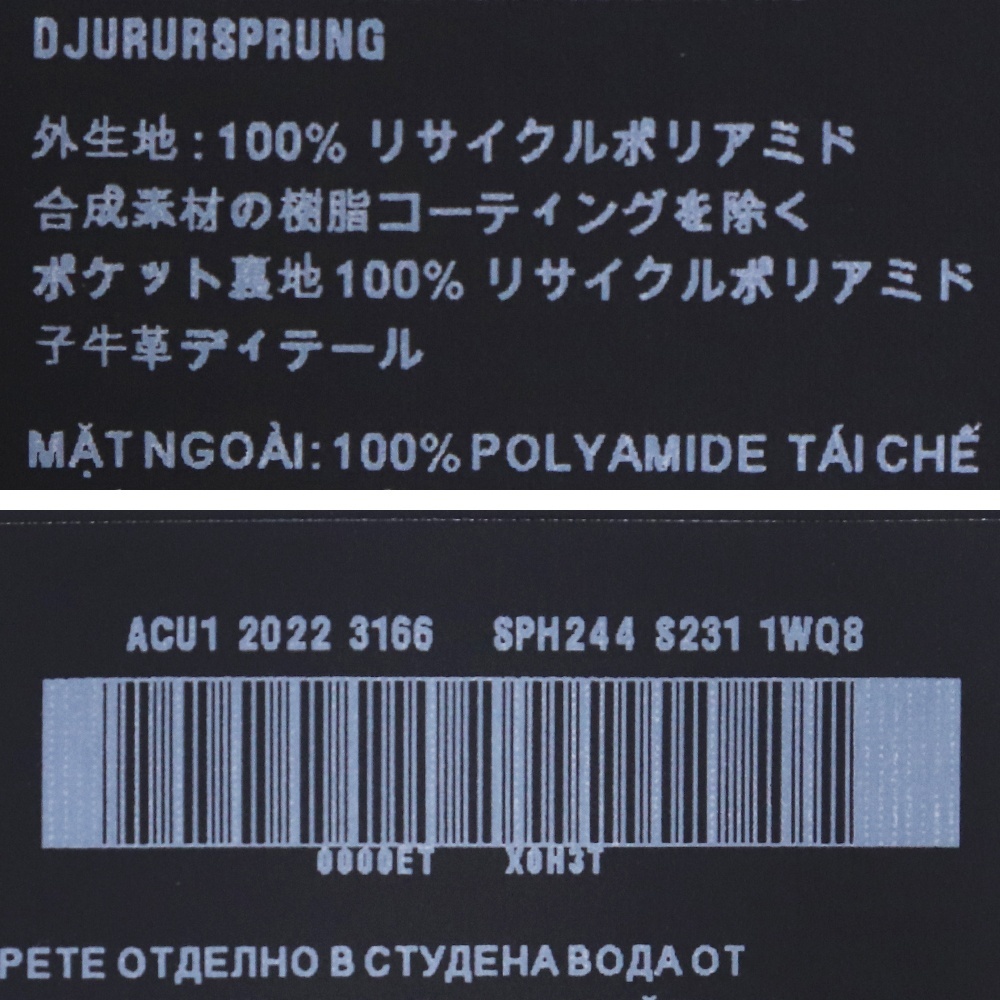 DJURURSPRUNG
外生地 : 100% リサイクルポリアミド
合成素材の樹脂コーティングを除く
ポケット裏地 100% リサイクルポリアミド
子牛革ディテール
MẶT NGOÀI: 100% POLYAMIDE TÁI CHẾ
ACU1 2022 3166 SPH244 S231 1WQ8
0000ET X0H3T
РЕТЕ ОТДЕЛНО В СТУДЕНА ВОДА ОТ